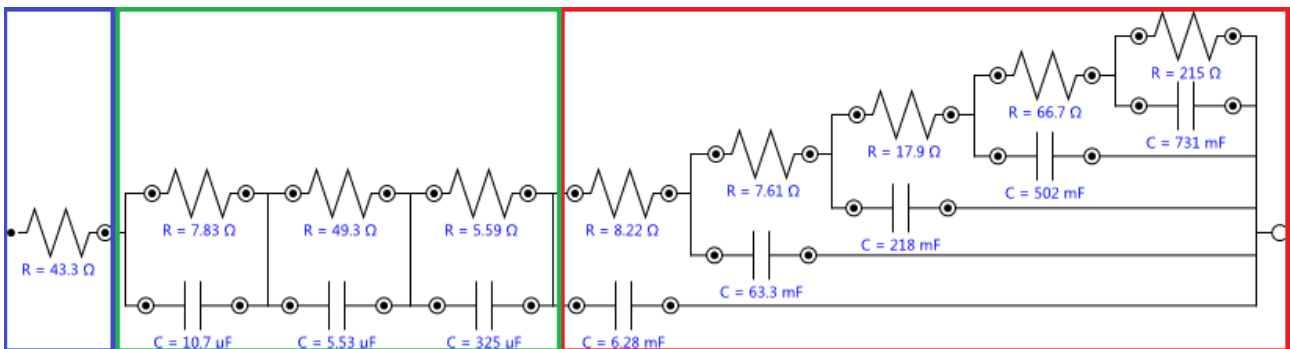 R = 215 Ω
R = 66.7 Ω
C = 731 mF
R = 17.9 Ω
C = 502 mF
R = 7.61 Ω
C = 218 mF
R = 43.3 Ω
R = 7.83 Ω
R = 49.3 Ω
R = 5.59 Ω
R = 8.22 Ω
C = 63.3 mF
C = 10.7 µF
C = 5.53 µF
C = 325 µF
C = 6.28 mF